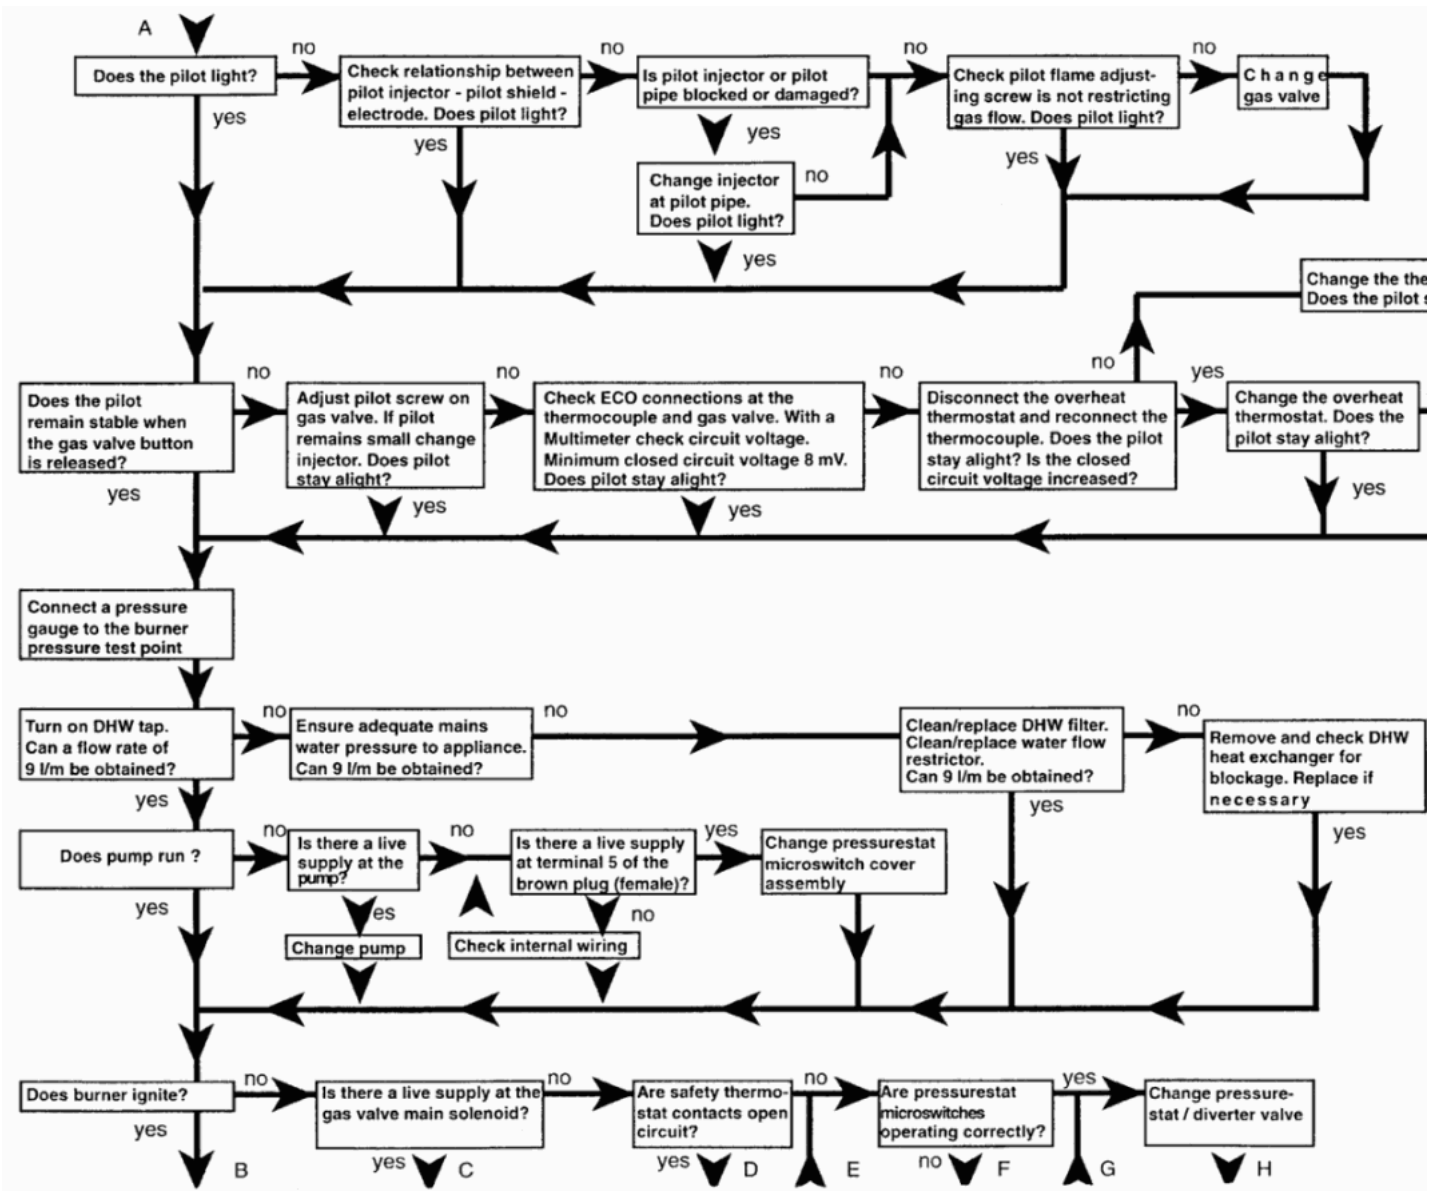 A
Does the pilot light?
no
yes
Check relationship between
pilot injector - pilot shield -
electrode. Does pilot light?
no
yes
Is pilot injector or pilot
pipe blocked or damaged?
no
yes
Change injector
at pilot pipe.
Does pilot light?
no
yes
Check pilot flame adjust-
ing screw is not restricting
gas flow. Does pilot light?
no
yes
Change
gas valve
Change the the
Does the pilot s
Does the pilot
remain stable when
the gas valve button
is released?
no
yes
Adjust pilot screw on
gas valve. If pilot
remains small change
injector. Does pilot
stay alight?
no
yes
Check ECO connections at the
thermocouple and gas valve. With a
Multimeter check circuit voltage.
Minimum closed circuit voltage 8 mV.
Does pilot stay alight?
no
yes
Disconnect the overheat
thermostat and reconnect the
thermocouple. Does the pilot
stay alight? Is the closed
circuit voltage increased?
no
yes
Change the overheat
thermostat. Does the
pilot stay alight?
yes
Connect a pressure
gauge to the burner
pressure test point
Turn on DHW tap.
Can a flow rate of
9 l/m be obtained?
no
yes
Ensure adequate mains
water pressure to appliance.
Can 9 l/m be obtained?
no
Clean/replace DHW filter.
Clean/replace water flow
restrictor.
Can 9 l/m be obtained?
no
yes
Remove and check DHW
heat exchanger for
blockage. Replace if
necessary
yes
Does pump run ?
no
yes
Is there a live
supply at the
pump?
no
es
Change pump
Is there a live supply
at terminal 5 of the
brown plug (female)?
yes
no
Check internal wiring
Change pressurestat
microswitch cover
assembly
Does burner ignite?
no
yes
B
Is there a live supply at the
gas valve main solenoid?
no
yes
C
Are safety thermo-
stat contacts open
circuit?
no
yes
D
E
Are pressurestat
microswitches
operating correctly?
yes
no
F
G
Change pressure-
stat / diverter valve
H